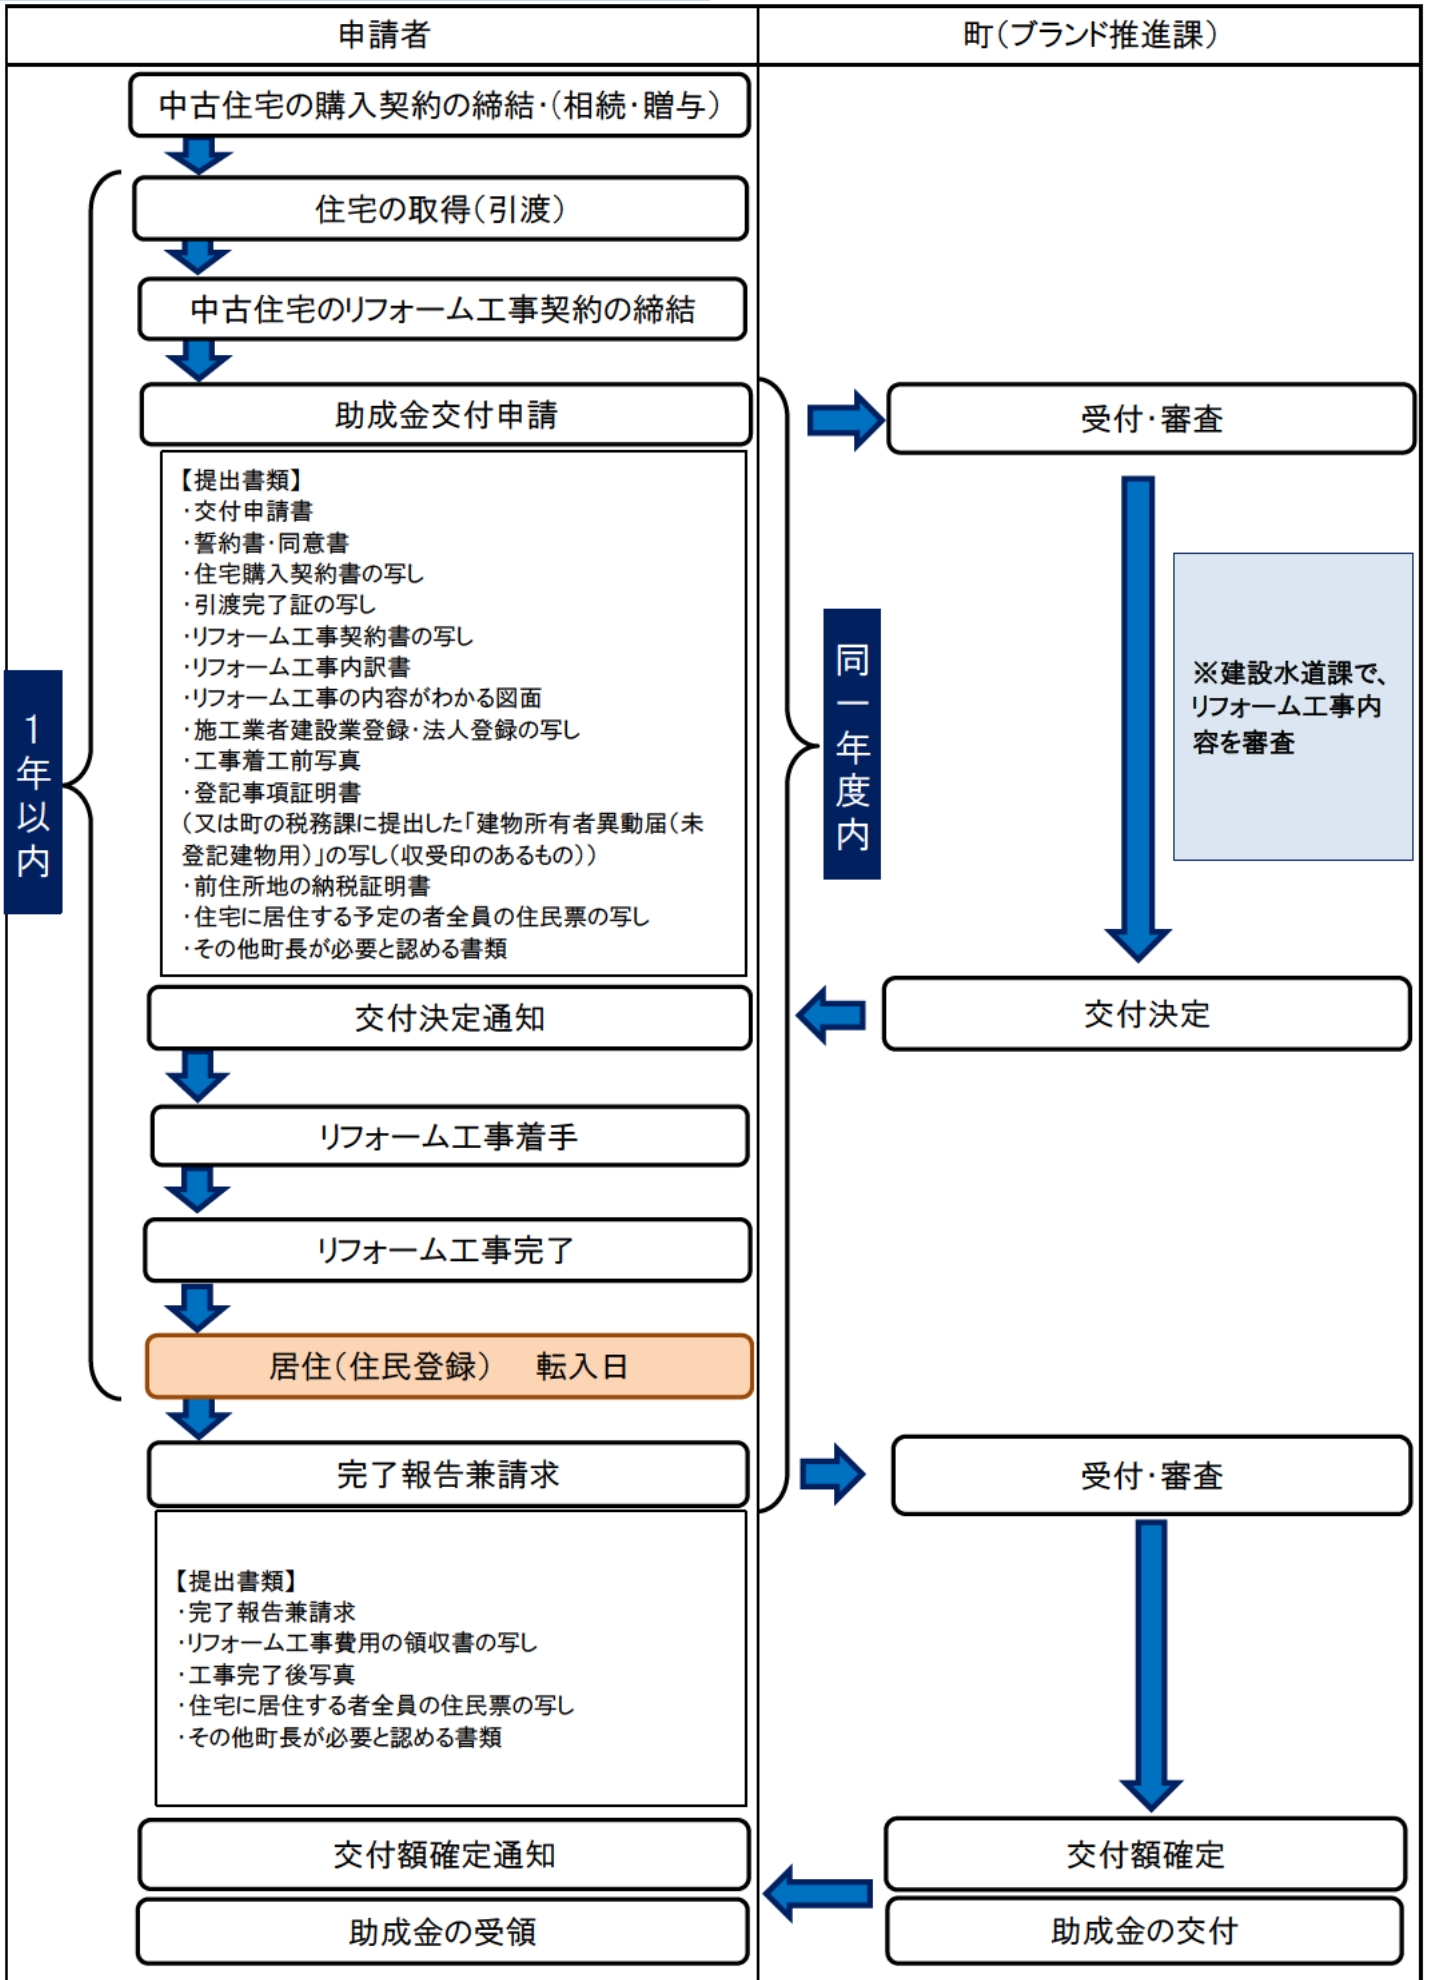 申請者
町（ブランド推進課）
中古住宅の購入契約の締結・（相続・贈与）
住宅の取得（引渡）
中古住宅のリフォーム工事契約の締結
助成金交付申請
受付・審査
【提出書類】
・交付申請書
・誓約書・同意書
・住宅購入契約書の写し
・引渡完了証の写し
・リフォーム工事契約書の写し
・リフォーム工事内訳書
・リフォーム工事の内容がわかる図面
・施工業者建設業登録・法人登録の写し
・工事着工前写真
・登記事項証明書
（又は町の税務課に提出した「建物所有者異動届（未
登記建物用）」の写し（収受印のあるもの））
・前住所地の納税証明書
・住宅に居住する予定の者全員の住民票の写し
・その他町長が必要と認める書類
１年以内
同一年度内
※建設水道課で、
リフォーム工事内
容を審査
交付決定通知
交付決定
リフォーム工事着手
リフォーム工事完了
居住（住民登録）　転入日
完了報告兼請求
受付・審査
【提出書類】
・完了報告兼請求
・リフォーム工事費用の領収書の写し
・工事完了後写真
・住宅に居住する者全員の住民票の写し
・その他町長が必要と認める書類
交付額確定通知
交付額確定
助成金の受領
助成金の交付